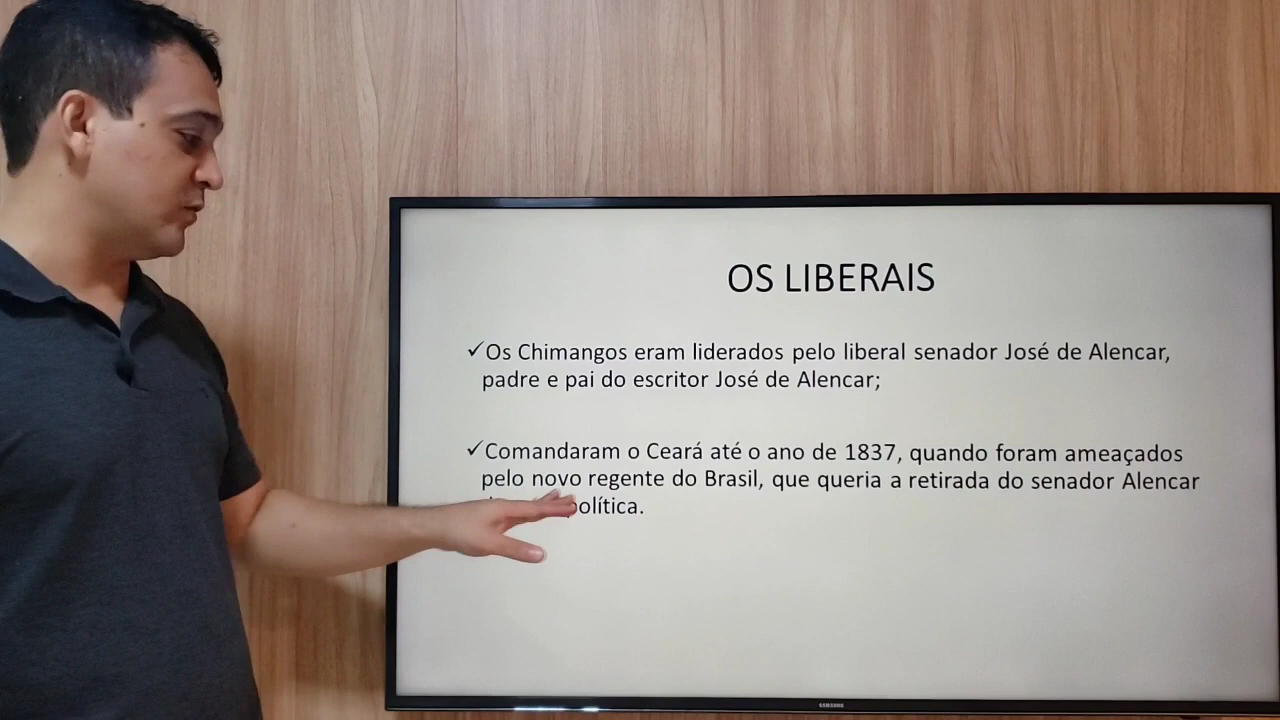 OS LIBERAIS
✓Os Chimangos eram liderados pelo liberal senador José de Alencar,
padre e pai do escritor José de Alencar;
✓Comandaram o Ceará até o ano de 1837, quando foram ameaçados
pelo novo regente do Brasil, que queria a retirada do senador Alencar
política.
SAMSUNG